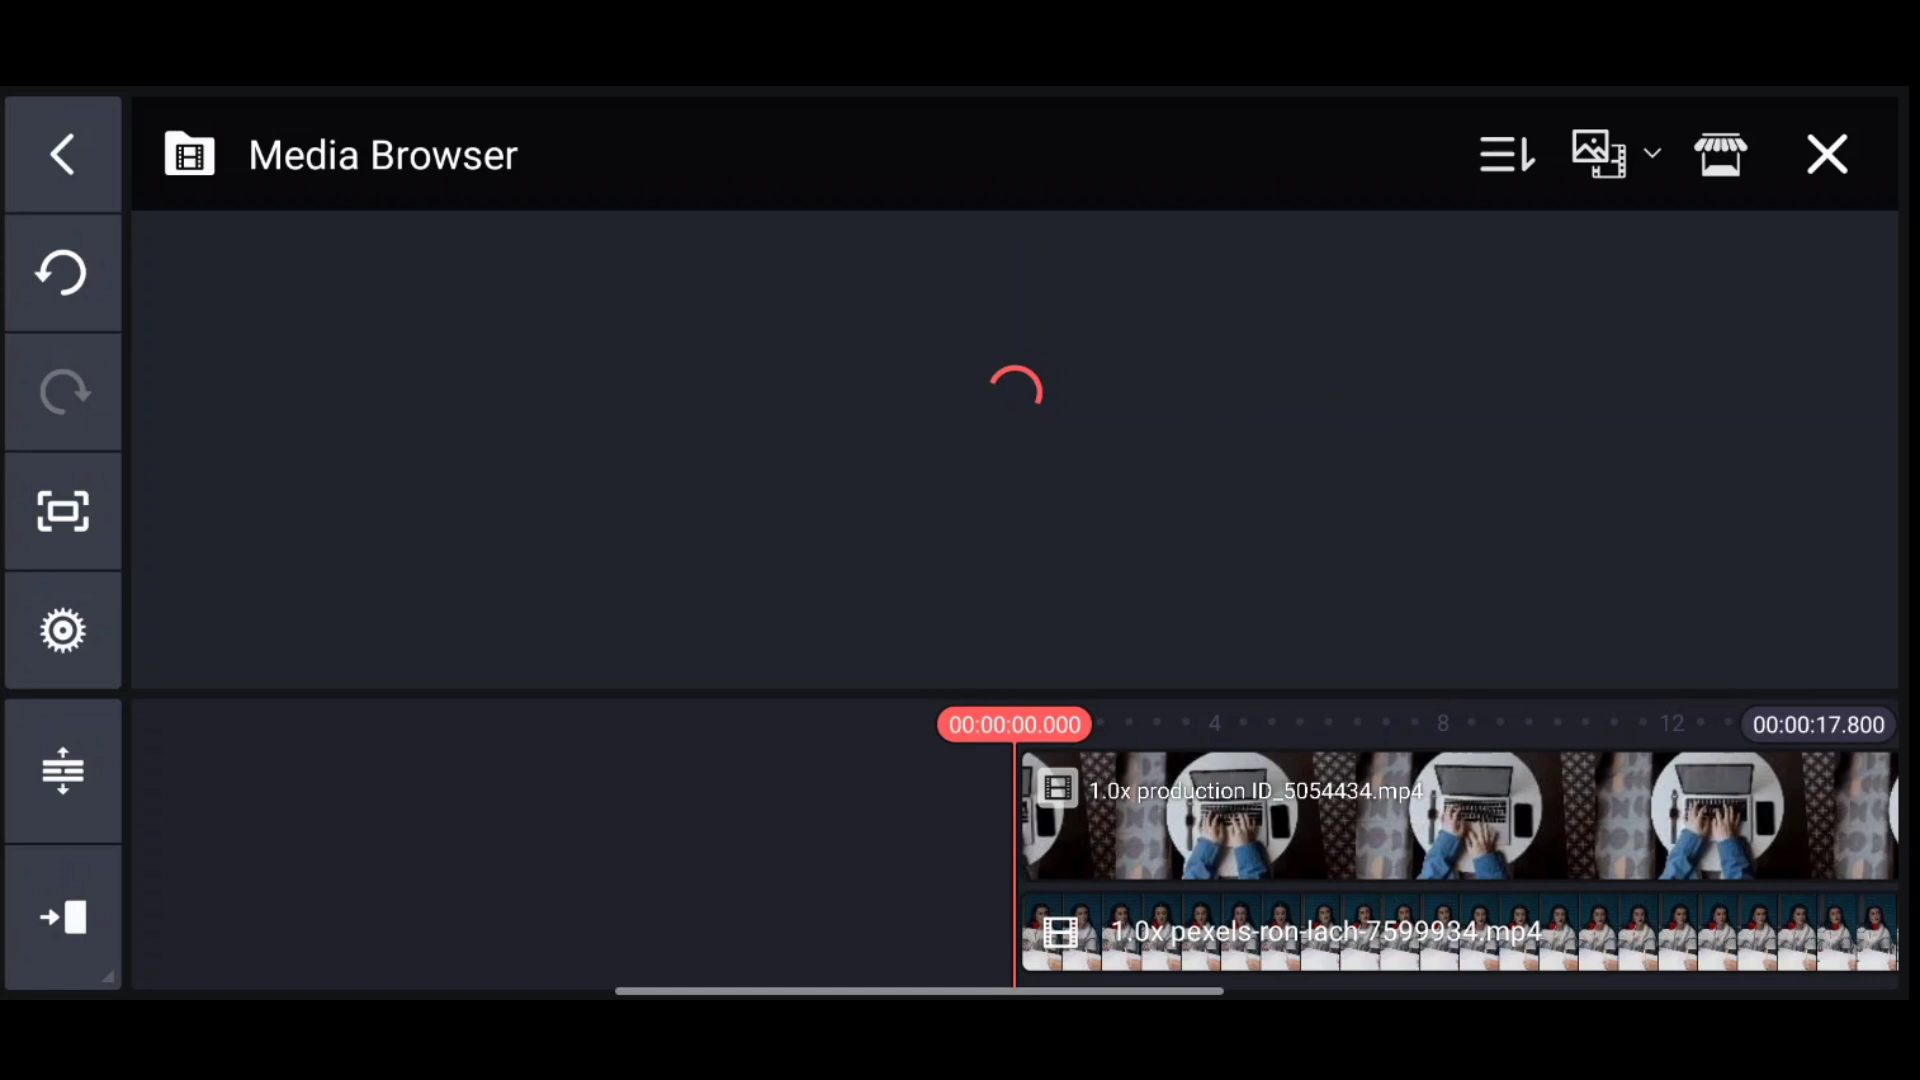 Media Browser
00:00:00.000
4
8
12
00:00:17.800
1.0x production ID_5054434.mp4
1.0x pexels-ron-lach-7599934.mp4